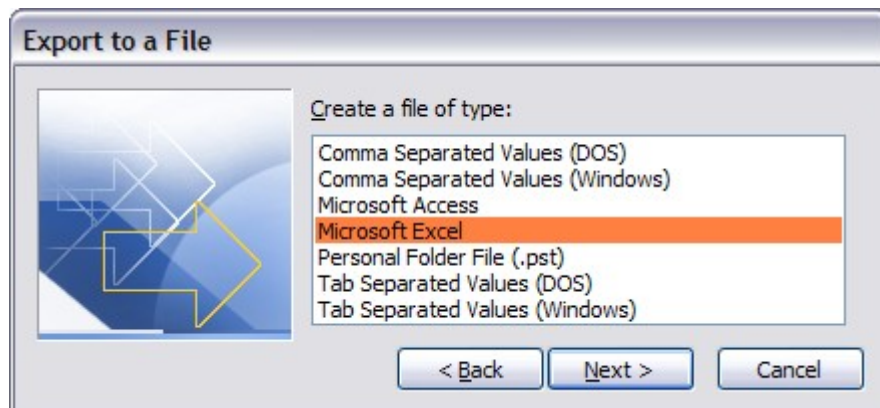 Export to a File
Create a file of type:
Comma Separated Values (DOS)
Comma Separated Values (Windows)
Microsoft Access
Microsoft Excel
Personal Folder File (.pst)
Tab Separated Values (DOS)
Tab Separated Values (Windows)
< Back
Next >
Cancel